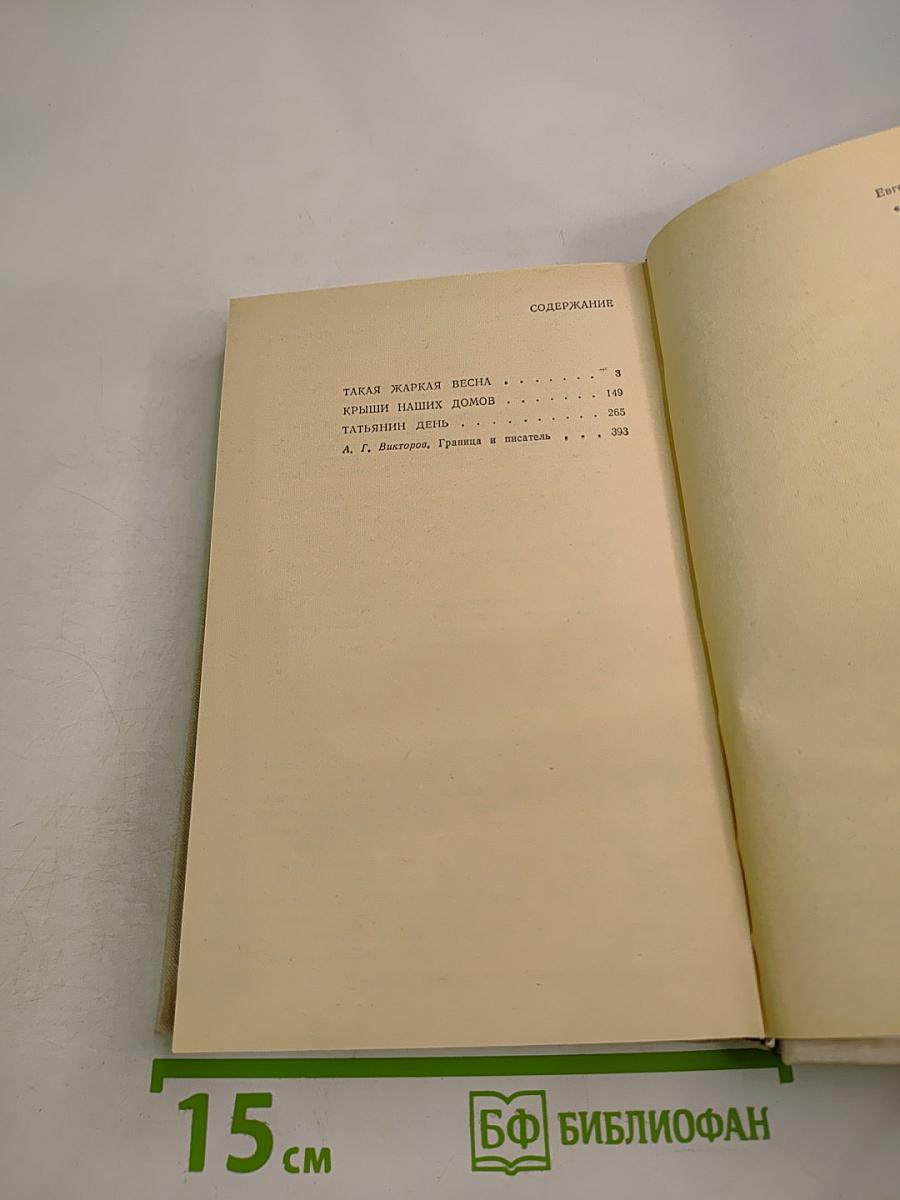 СОДЕРЖАНИЕ
ТАКАЯ ЖАРКАЯ ВЕСНА . . . . . . . 3
КРЫШИ НАШИХ ДОМОВ . . . . . . . 149
ТАТЬЯНИН ДЕНЬ . . . . . . . . . . 265
А. Г. Викторов. Граница и писатель . . . 393
15 см
БФ БИБЛИОФАН